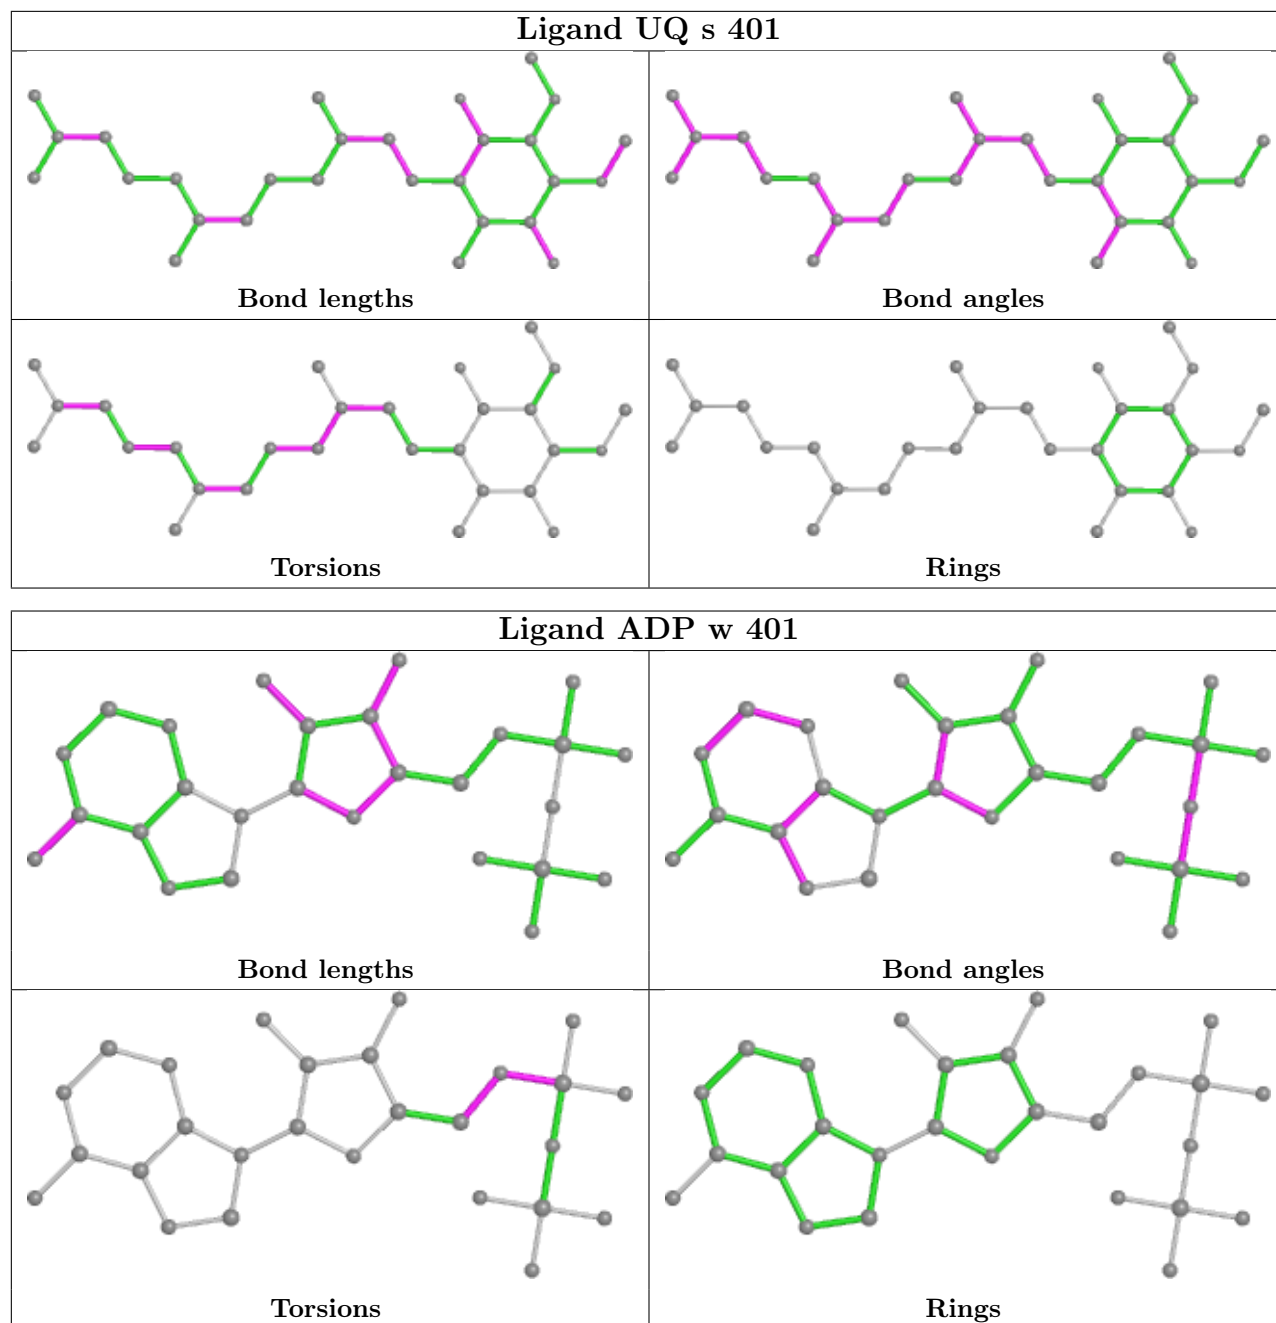 Ligand UQ s 401
Bond lengths
Bond angles
Torsions
Rings
Ligand ADP w 401
Bond lengths
Bond angles
Torsions
Rings